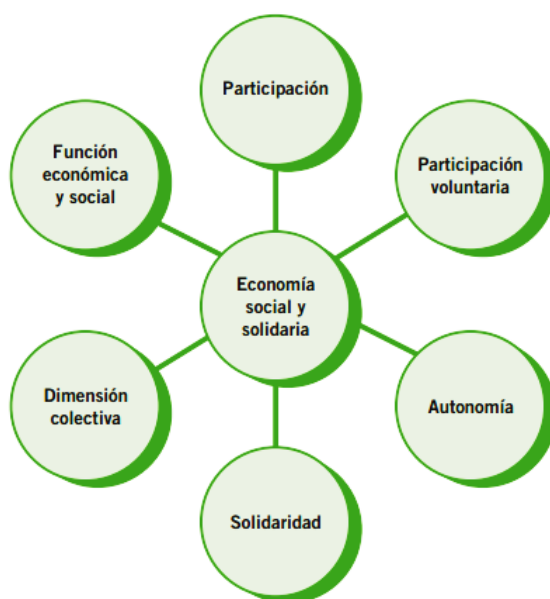 Participación
Función
económica
y social
Participación
voluntaria
Economía
social y
solidaria
Dimensión
colectiva
Autonomía
Solidaridad